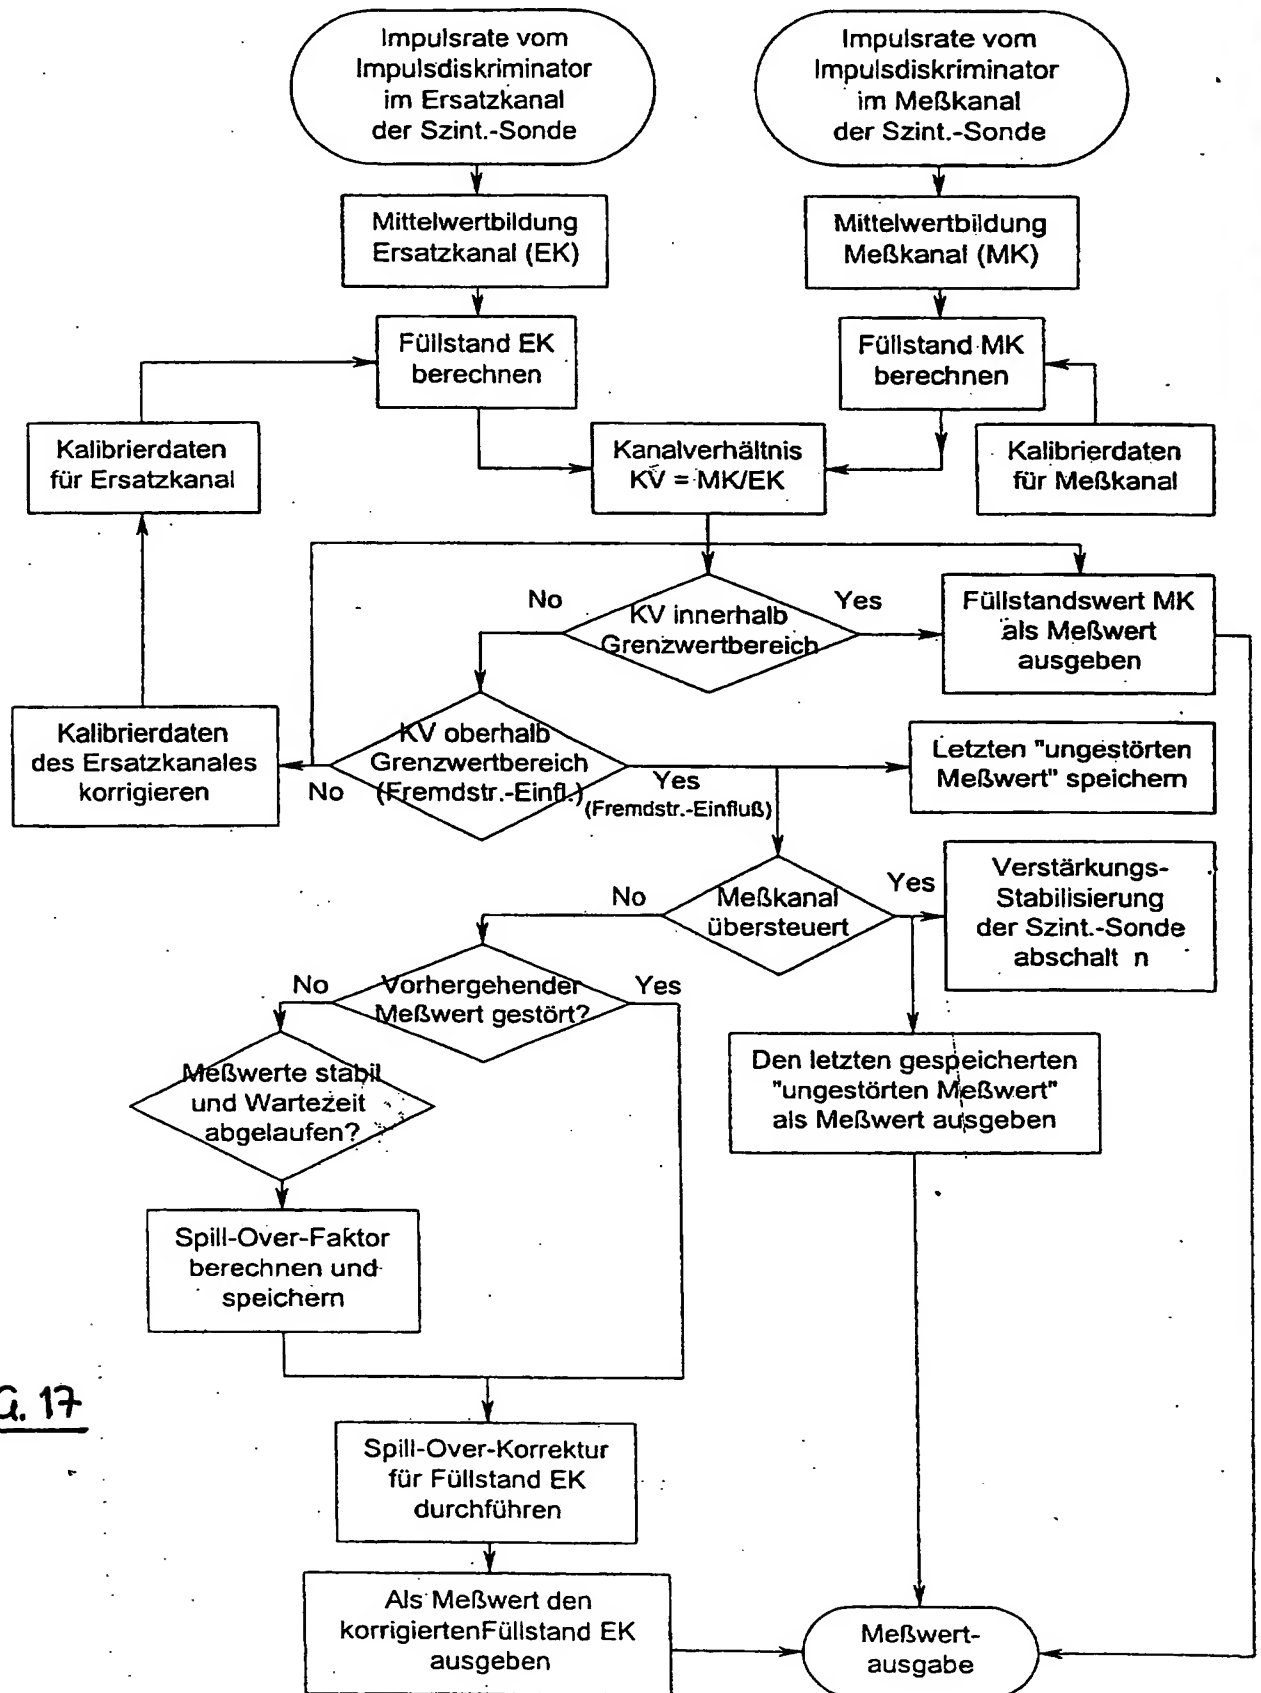 Impulsrate vom
Impulsdiskriminator
im Ersatzkanal
der Szint.-Sonde
Impulsrate vom
Impulsdiskriminator
im Meßkanal
der Szint.-Sonde
Mittelwertbildung
Ersatzkanal (EK)
Mittelwertbildung
Meßkanal (MK)
Füllstand EK
berechnen
Füllstand MK
berechnen
Kalibrierdaten
für Ersatzkanal
Kanalverhältnis
KV = MK/EK
Kalibrierdaten
für Meßkanal
No
KV innerhalb
Grenzwertbereich
Yes
Füllstandswert MK
als Meßwert
ausgeben
Kalibrierdaten
des Ersatzkanales
korrigieren
No
KV oberhalb
Grenzwertbereich
(Fremdstr.-Einfl.)
Yes
(Fremdstr.-Einfluß)
Letzten "ungestörten
Meßwert" speichern
No
Meßkanal
übersteuert
Yes
Verstärkungs-
Stabilisierung
der Szint.-Sonde
abschalt n
No
Vorhergehender
Meßwert gestört?
Yes
Meßwerte stabil
und Wartezeit
abgelaufen?
Den letzten gespeicherten
"ungestörten Meßwert"
als Meßwert ausgeben
Spill-Over-Faktor
berechnen und
speichern
G. 17
Spill-Over-Korrektur
für Füllstand EK
durchführen
Als Meßwert den
korrigiertenFüllstand EK
ausgeben
Meßwert-
ausgabe